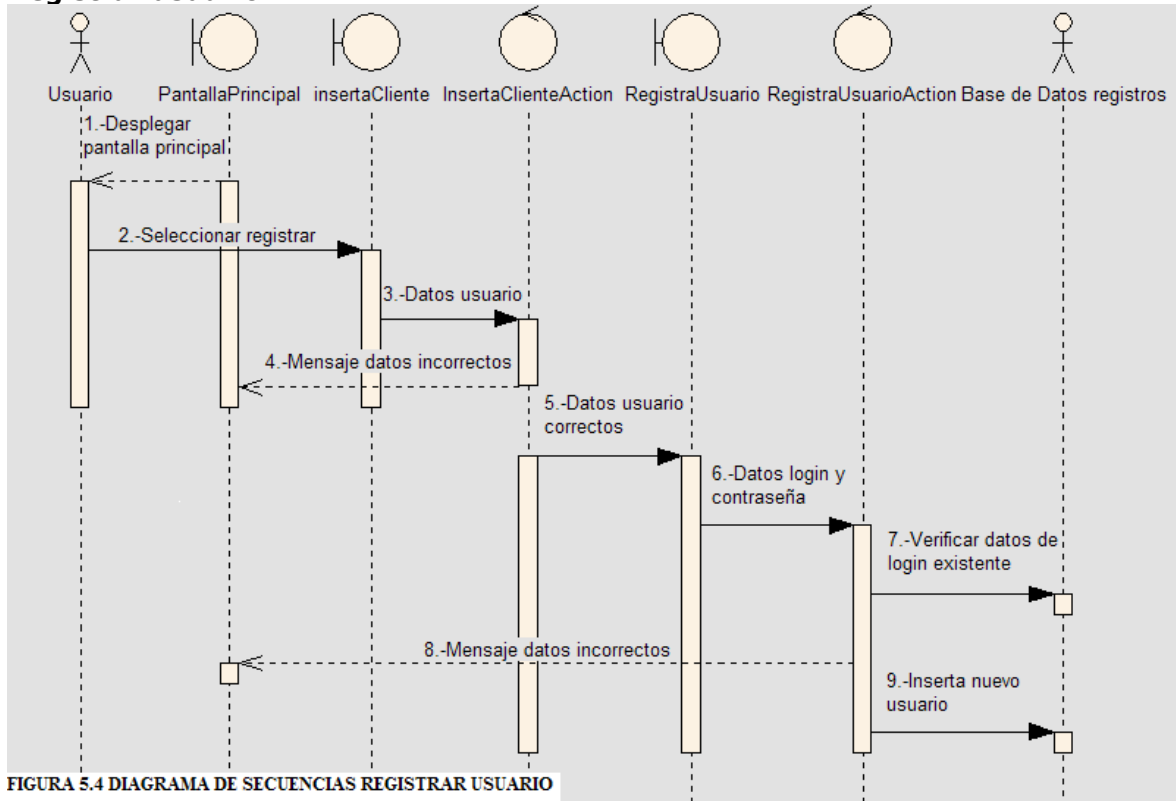 Usuario PantallaPrincipal insertaCliente InsertaClienteAction RegistraUsuario RegistraUsuarioAction Base de Datos registros
1.-Desplegar
pantalla principal
2.-Seleccionar registrar
3.-Datos usuario
4.-Mensaje datos incorrectos
5.-Datos usuario
correctos
6.-Datos login y
contraseña
7.-Verificar datos de
login existente
8.-Mensaje datos incorrectos
9.-Inserta nuevo
usuario
FIGURA 5.4 DIAGRAMA DE SECUENCIAS REGISTRAR USUARIO